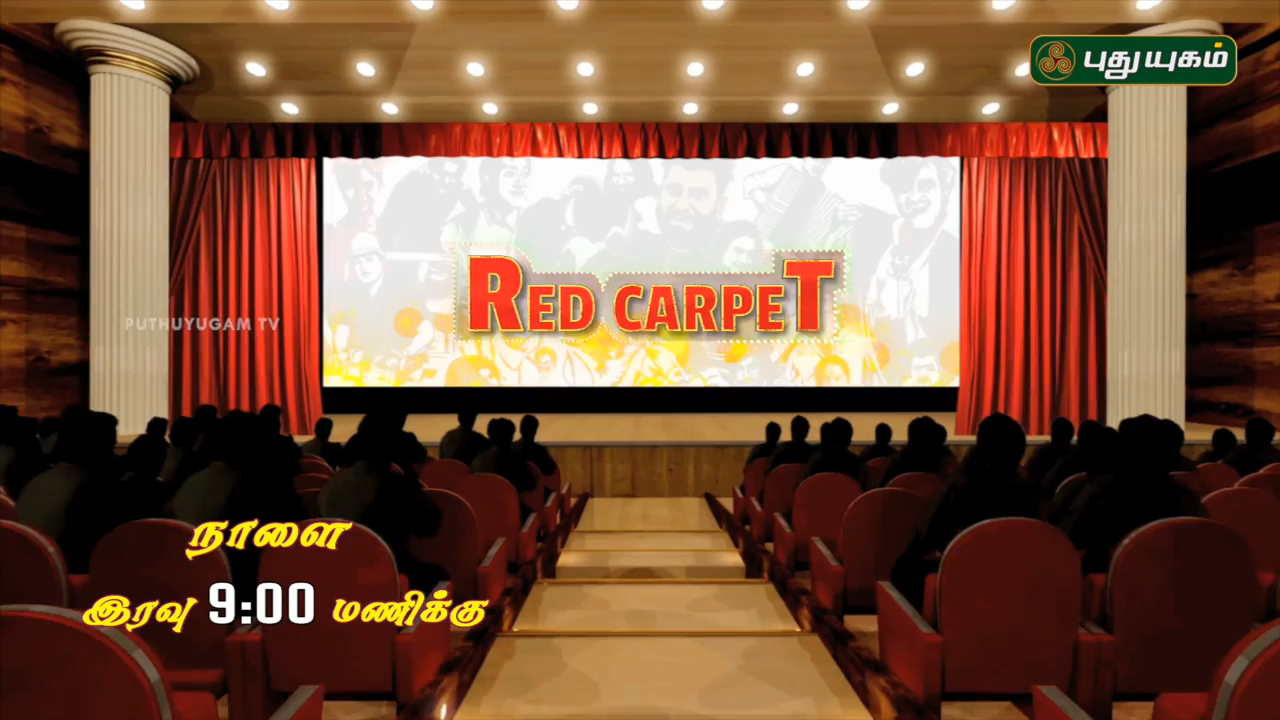 புதுயுகம்
RED CARPET
PUTHUYUGAM TV
நாளை
இரவு 9:00 மணிக்கு